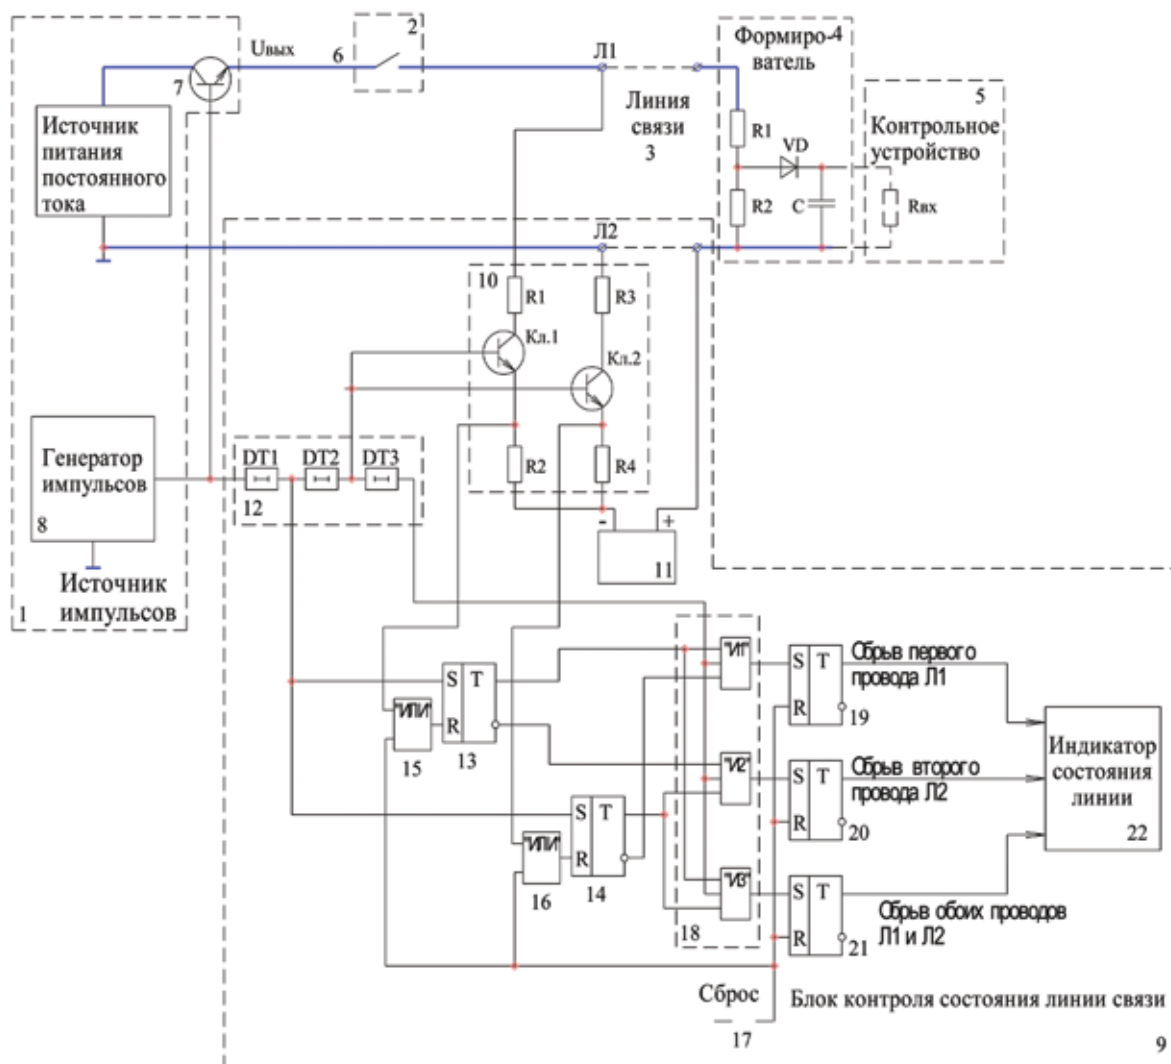 2
Л1
Формиро-4
ватель
Uвых
6
7
5
Источник
питания
постоянного
тока
Линия
связи
3
R1
VD
Контрольное
устройство
R2
C
Rвх
Л2
10
R1
R3
Кл.1
Кл.2
DT1
DT2
DT3
R2
R4
Генератор
импульсов
12
8
-
+
11
Источник
импульсов
1
"И1"
S
T
Обрыв первого
провода Л1
S
T
R
19
"ИПИ"
R
Индикатор
состояния
линии
15
13
"И2"
S
T
Обрыв второго
провода Л2
S
T
R
20
22
"ИПИ"
R
16
14
"И3"
S
T
Обрыв обоих проводов
Л1 и Л2
18
R
21
Сброс
Блок контроля состояния линии связи
17
9